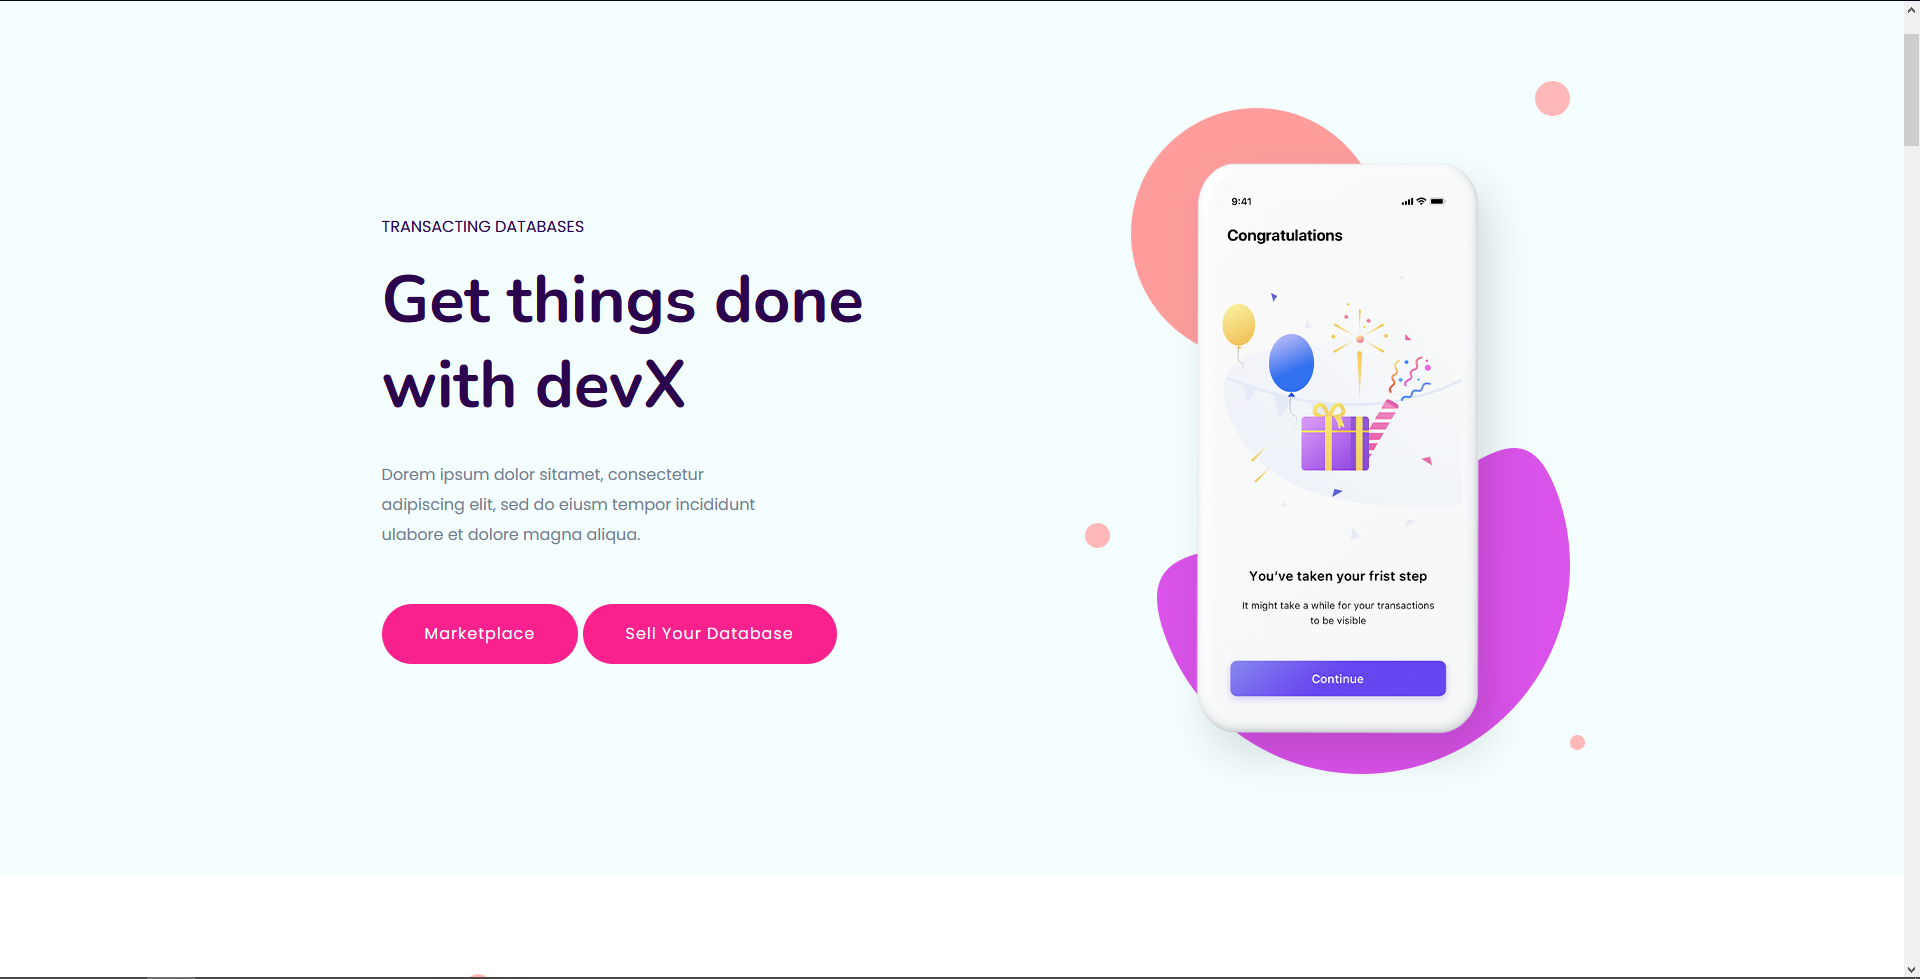 TRANSACTING DATABASES
Get things done
with devX
Dorem ipsum dolor sitamet, consectetur
adipiscing elit, sed do eiusm tempor incididunt
ulabore et dolore magna aliqua.
Marketplace
Sell Your Database
9:41
Congratulations
You've taken your frist step
It might take a while for your transactions
to be visible
Continue